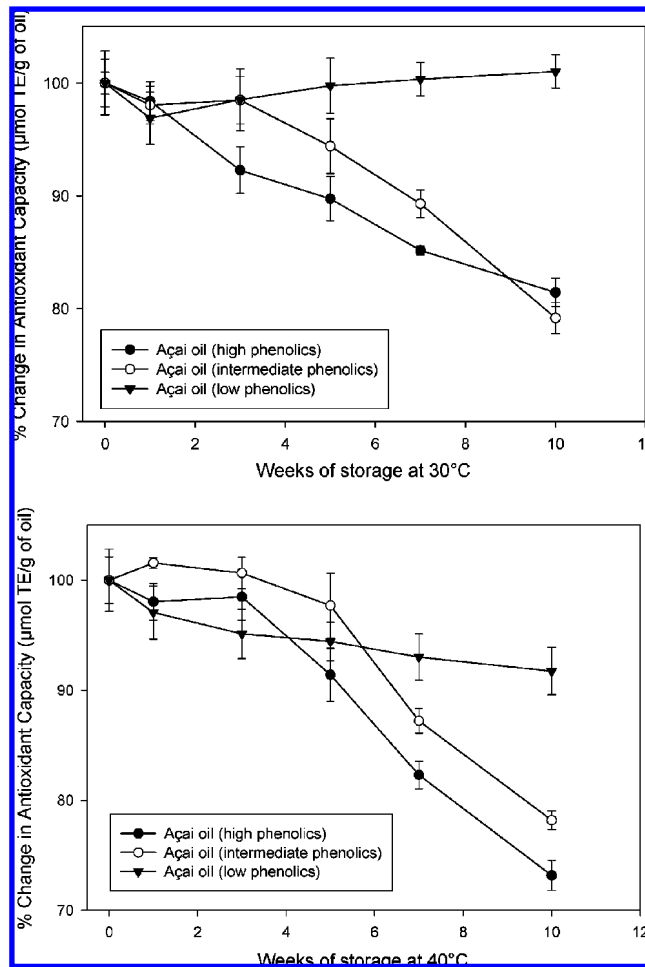 % Change in Antioxidant Capacity (µmol TE/g of oil)
100
90
80
70
Açai oil (high phenolics)
Açai oil (intermediate phenolics)
Açai oil (low phenolics)
0 2 4 6 8 10 1
Weeks of storage at 30°C
% Change in Antioxidant Capacity (µmol TE/g of oil)
100
90
80
70
Açai oil (high phenolics)
Açai oil (intermediate phenolics)
Açai oil (low phenolics)
0 2 4 6 8 10 12
Weeks of storage at 40°C